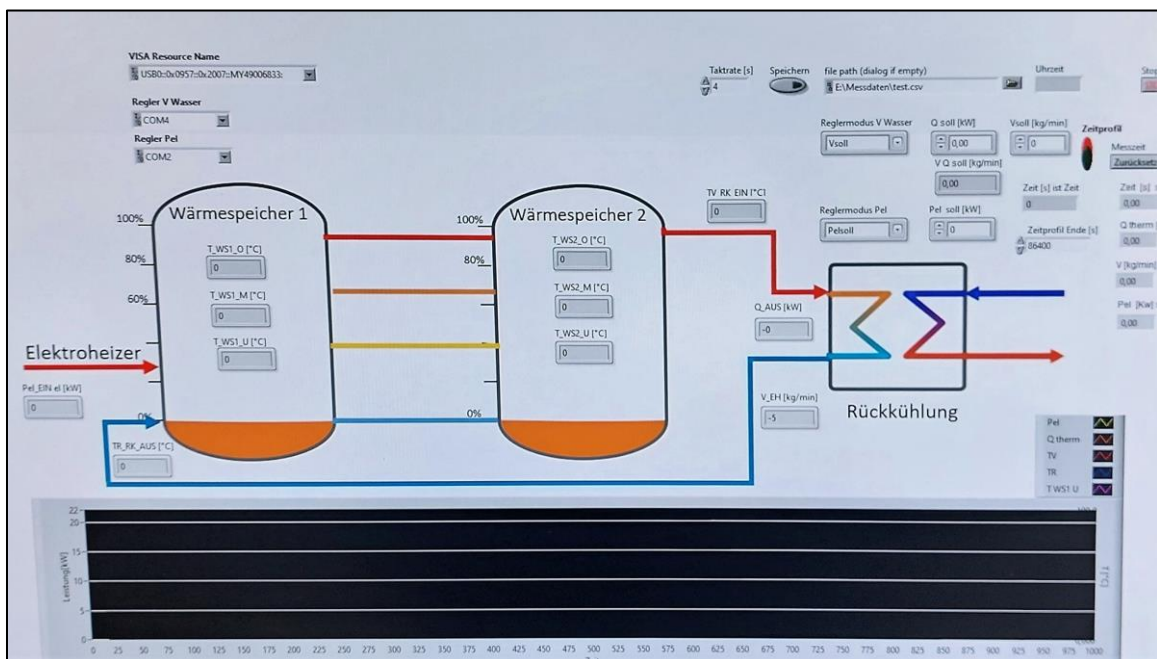 VISA Resource Name
USB0::0x0957::0x2007::MY49006833:
Regler V Wasser
COM4
Regler Pel
COM2
Taktrate [s]
4
Speichern
file path (dialog if empty)
E:\Messdaten\test.csv
Uhrzeit
Reglermodus V Wasser
Vsoll
Q soll [kW]
0,00
Vsoll [kg/min]
0
Zeitprofil
V Q soll [kg/min]
0,00
Messzeit
Zurücksetz
Zeit [s] ist Zeit
0
Zeit [s]
0,00
Reglermodus Pel
Pelsoll
Pel soll [kW]
0
Zeitprofil Ende [s]
86400
Q therm
0,00
V [kg/min]
0,00
Pel [Kw]
0,00
Wärmespeicher 1
100%
80%
60%
0%
T_WS1_O [°C]
0
T_WS1_M [°C]
0
T_WS1_U [°C]
0
Wärmespeicher 2
100%
80%
0%
T_WS2_O [°C]
0
T_WS2_M [°C]
0
T_WS2_U [°C]
0
TV_RK_EIN [°C]
0
Elektroheizer
Pel_EIN el [kW]
0
TR_RK_AUS [°C]
0
Q_AUS [kW]
-0
V_EH [kg/min]
-5
Rückkühlung
Pel
Q therm
TV
TR
T WS1 U
Leistung[kW]
22
20
15
10
5
0
T[°C]
0 25 50 75 100 125 150 175 200 225 250 275 300 325 350 375 400 425 450 475 500 525 550 575 600 625 650 675 700 725 750 775 800 825 850 875 900 925 950 975 1000